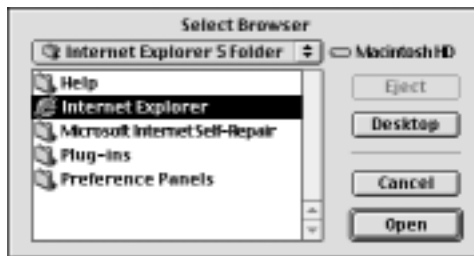 Select Browser
Internet Explorer 5 Folder
Macintosh HD
Help
Internet Explorer
Microsoft Internet Self-Repair
Plug-ins
Preference Panels
Eject
Desktop
Cancel
Open